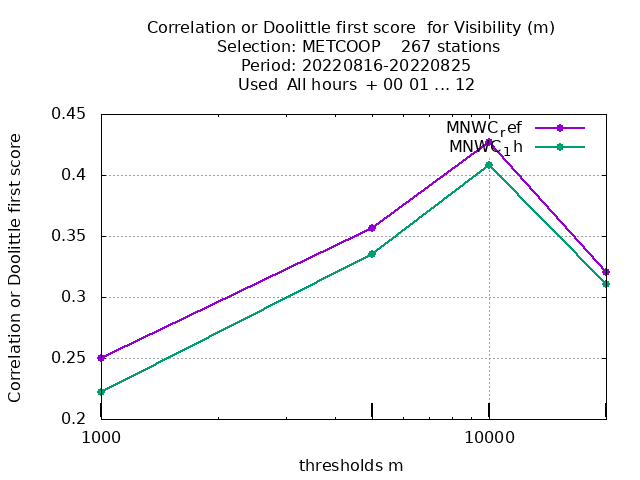 Correlation or Doolittle first score  for Visibility (m)
Selection: METCOOP    267 stations
Period: 20220816-20220825
Used  All hours  + 00 01 ... 12
Correlation or Doolittle first score
0.45
0.4
0.35
0.3
0.25
0.2
MNWCref
MNWC1h
1000
10000
thresholds m